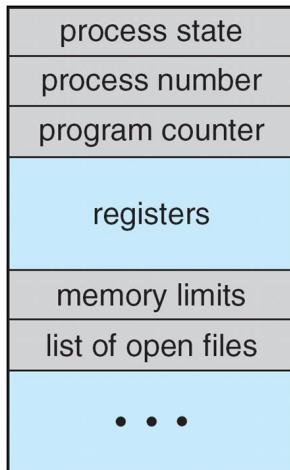 process state
process number
program counter
registers
memory limits
list of open files
• • •